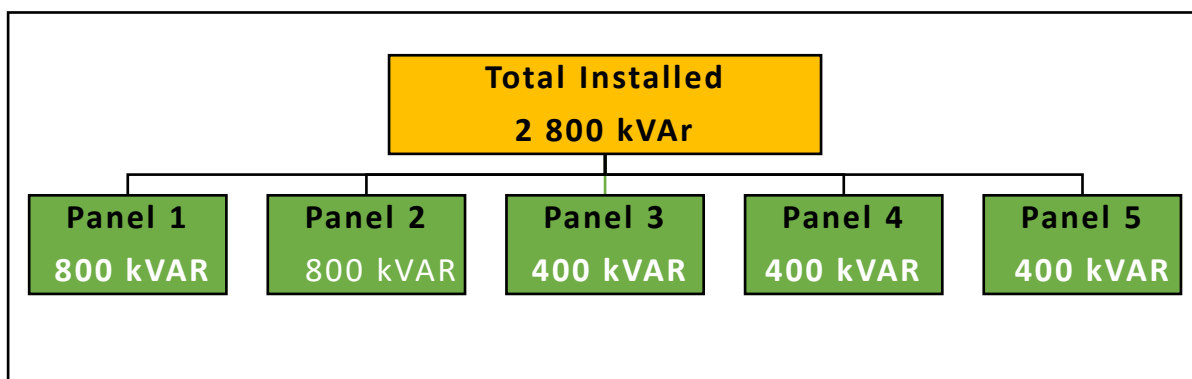 Total Installed
2 800 kVAr
Panel 1
800 kVAR
Panel 2
800 kVAR
Panel 3
400 kVAR
Panel 4
400 kVAR
Panel 5
400 kVAR